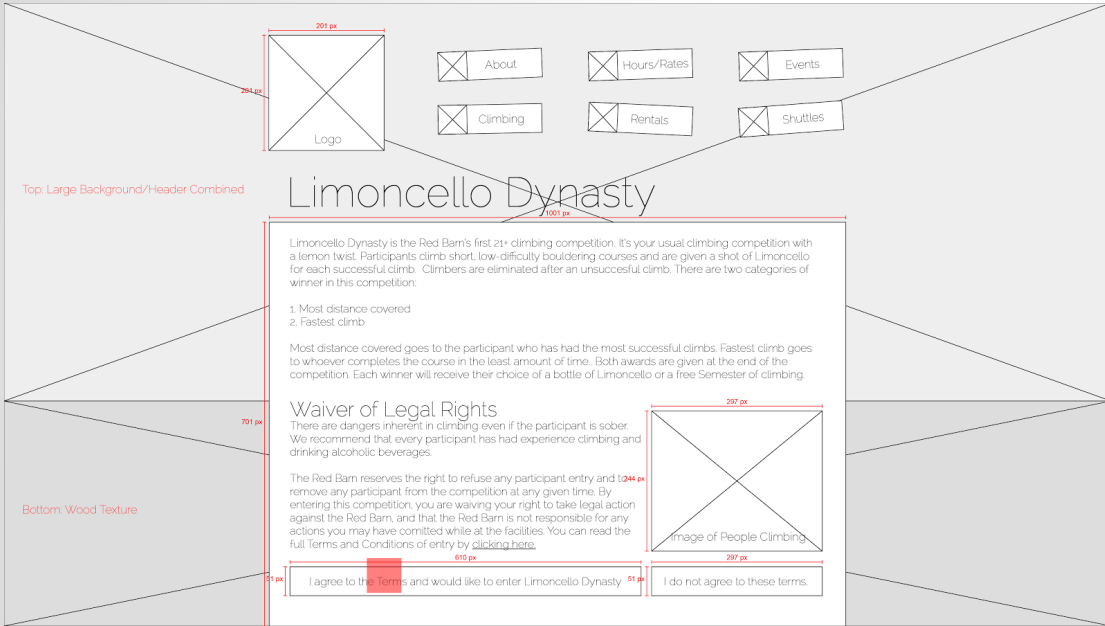 201 px
201 px
Logo
About
Hours/Rates
Events
Climbing
Rentals
Shuttles
Top: Large Background/Header Combined
Limoncello Dynasty
1001 px
Limoncello Dynasty is the Red Barn's first 21+ climbing competition. It's your usual climbing competition with
a lemon twist. Participants climb short, low-difficulty bouldering courses and are given a shot of Limoncello
for each successful climb. Climbers are eliminated after an unsuccesful climb. There are two categories of
winner in this competition:
1. Most distance covered
2. Fastest climb
Most distance covered goes to the participant who has had the most successful climbs. Fastest climb goes
to whoever completes the course in the least amount of time.. Both awards are given at the end of the
competition. Each winner will receive their choice of a bottle of Limoncello or a free Semester of climbing.
701 px
Waiver of Legal Rights
There are dangers inherent in climbing even if the participant is sober.
We recommend that every participant has had experience climbing and
drinking alcoholic beverages.
The Red Barn reserves the right to refuse any participant entry and to
remove any participant from the competition at any given time. By
entering this competition, you are waiving your right to take legal action
against the Red Barn, and that the Red Barn is not responsible for any
actions you may have comitted while at the facilities. You can read the
full Terms and Conditions of entry by clicking here.
297 px
244 px
Image of People Climbing
Bottom: Wood Texture
610 px
51 px
I agree to the Terms and would like to enter Limoncello Dynasty
297 px
51 px
I do not agree to these terms.